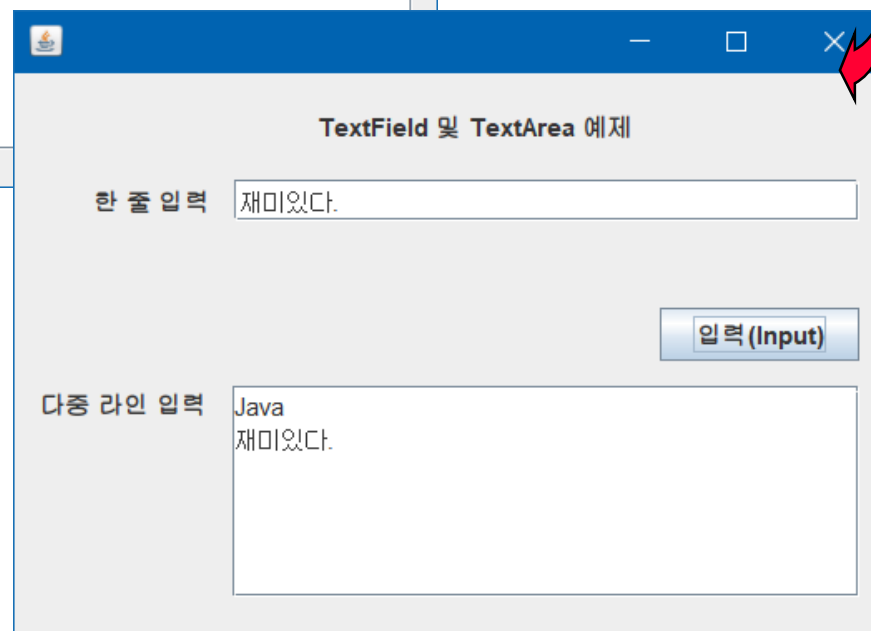 TextField 및 TextArea 예제
한 줄 입력 재미있다.
입력(Input)
다중 라인 입력 Java
재미있다.